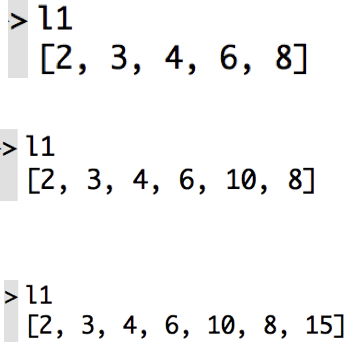 > l1
[2, 3, 4, 6, 8]
> l1
[2, 3, 4, 6, 10, 8]
> l1
[2, 3, 4, 6, 10, 8, 15]